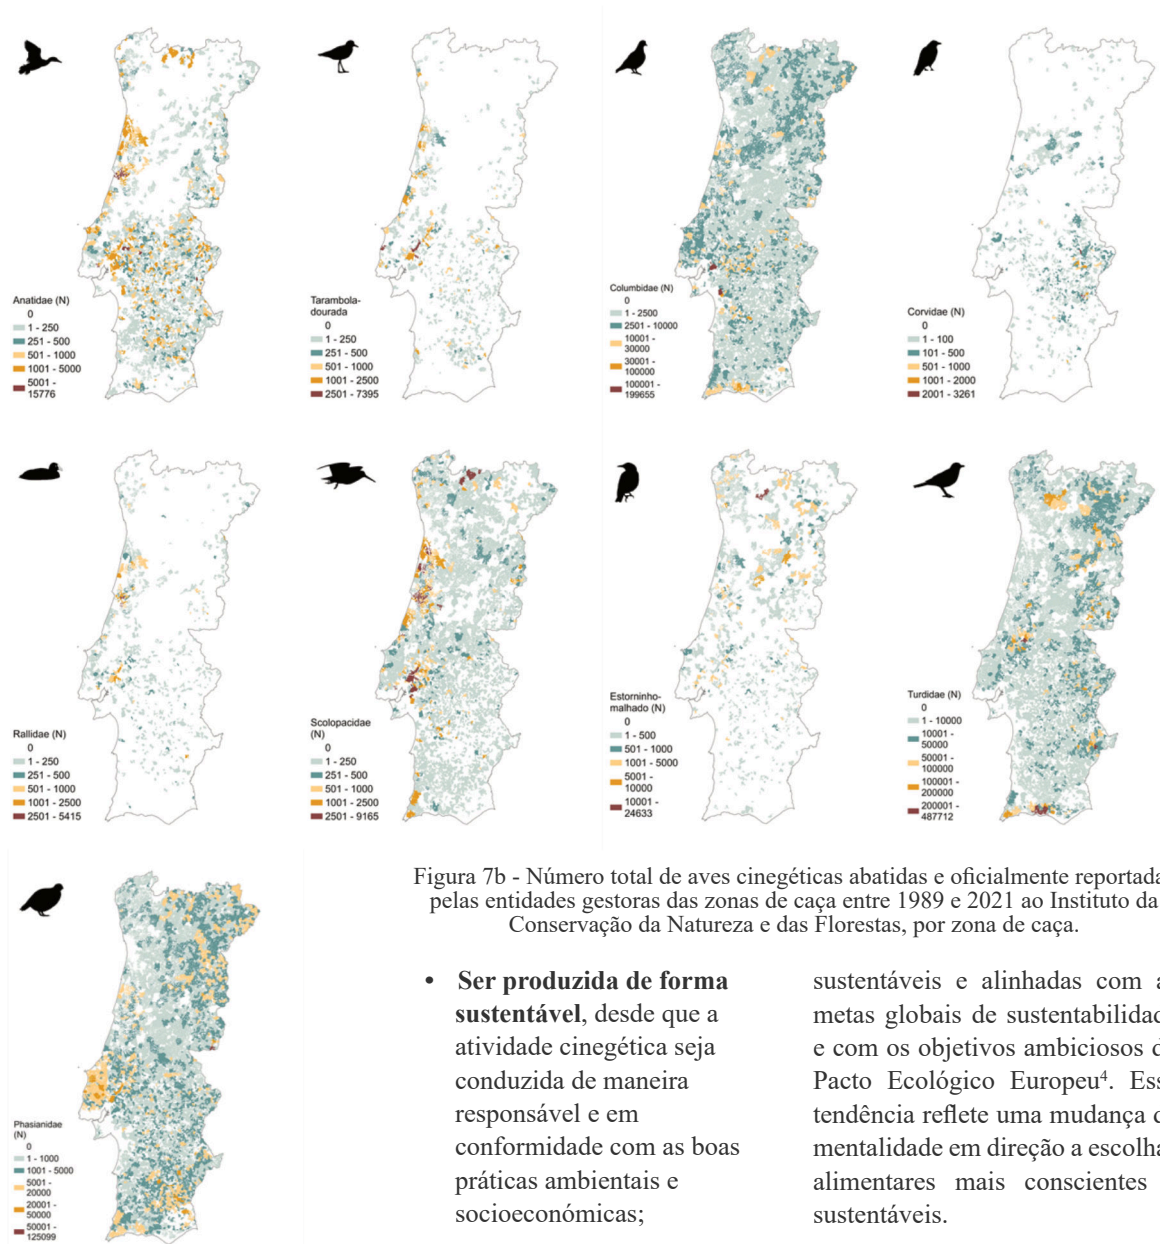 Anatidae (N)
0
1 - 250
251 - 500
501 - 1000
1001 - 5000
5001 -
15776
Tarambola-
dourada
0
1 - 250
251 - 500
501 - 1000
1001 - 2500
2501 - 7395
Columbidae (N)
0
1 - 2500
2501 - 10000
10001 -
30000
30001 -
100000
100001 -
199655
Corvidae (N)
0
1 - 100
101 - 500
501 - 1000
1001 - 2000
2001 - 3261
Rallidae (N)
0
1 - 250
251 - 500
501 - 1000
1001 - 2500
2501 - 5415
Scolopacidae
(N)
0
1 - 250
251 - 500
501 - 1000
1001 - 2500
2501 - 9165
Estorninho-
malhado (N)
0
1 - 500
501 - 1000
1001 - 5000
5001 -
10000
10001 -
24633
Turdidae (N)
0
1 - 10000
10001 -
50000
50001 -
100000
100001 -
200000
200001 -
487712
Phasianidae
(N)
0
1 - 1000
1001 - 5000
5001 -
20000
20001 -
50000
50001 -
125099
Figura 7b - Número total de aves cinegéticas abatidas e oficialmente reportada
pelas entidades gestoras das zonas de caça entre 1989 e 2021 ao Instituto da
Conservação da Natureza e das Florestas, por zona de caça.
• Ser produzida de forma
sustentável, desde que a
atividade cinegética seja
conduzida de maneira
responsável e em
conformidade com as boas
práticas ambientais e
socioeconómicas;
sustentáveis e alinhadas com a
metas globais de sustentabilidad
e com os objetivos ambiciosos d
Pacto Ecológico Europeu⁴. Ess
tendência reflete uma mudança d
mentalidade em direção a escolha
alimentares mais conscientes
sustentáveis.